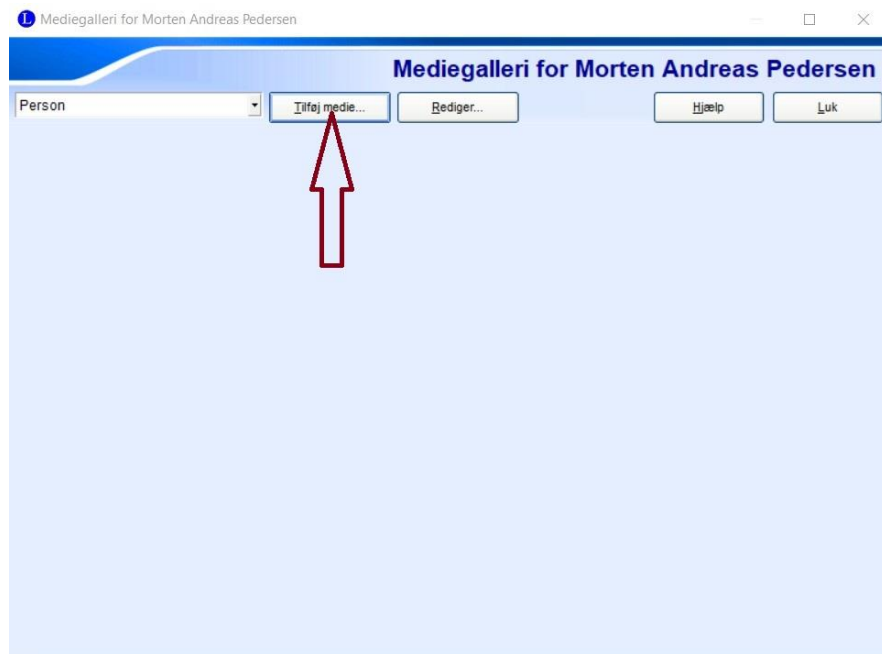 L Mediegalleri for Morten Andreas Pedersen
Mediegalleri for Morten Andreas Pedersen
Person Tilføj medie... Rediger... Hjælp Luk